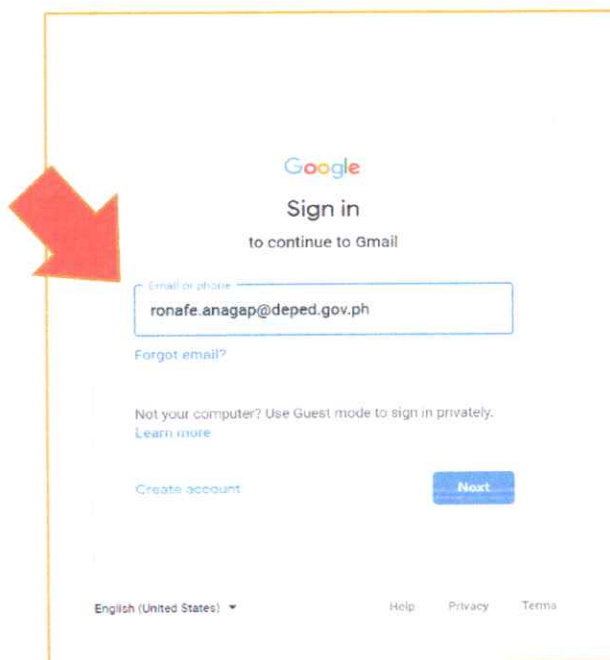 Google
Sign in
to continue to Gmail
Email or phone
ronafe.anagap@deped.gov.ph
Forgot email?
Not your computer? Use Guest mode to sign in privately.
Learn more
Create account
Next
English (United States)
Help Privacy Terms